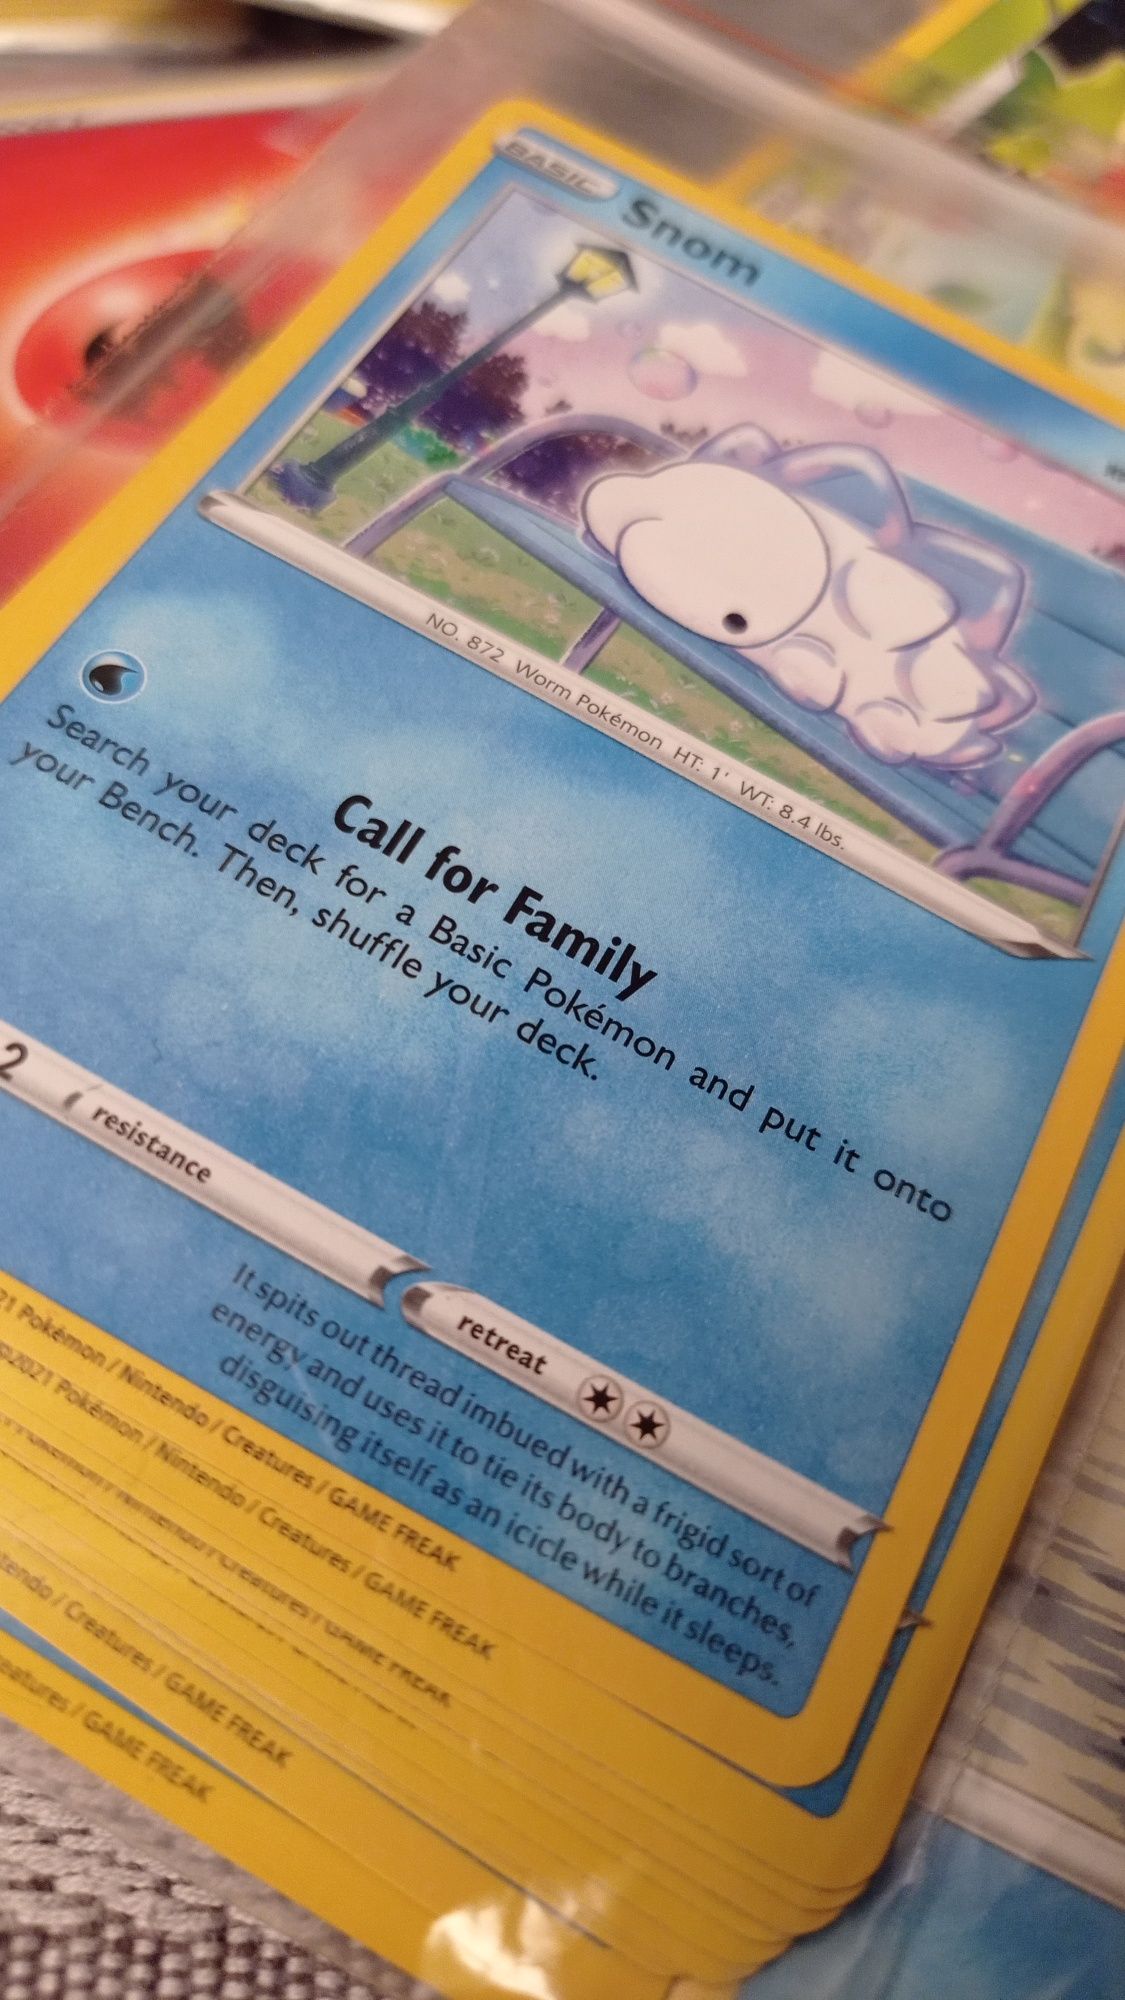 BASIC Snom
NO. 872 Worm Pokémon HT: 1' WT: 8.4 lbs.
Call for Family
Search your deck for a Basic Pokémon and put it onto
your Bench. Then, shuffle your deck.
2 resistance
retreat
It spits out thread imbued with a frigid sort of
energy and uses it to tie its body to branches,
disguising itself as an icicle while it sleeps.
21 Pokémon / Nintendo / Creatures / GAME FREAK
©2021 Pokémon / Nintendo / Creatures / GAME FREAK
Creatures / GAME FREAK
ntendo / Creatures / GAME FREAK
eatures / GAME FREAK